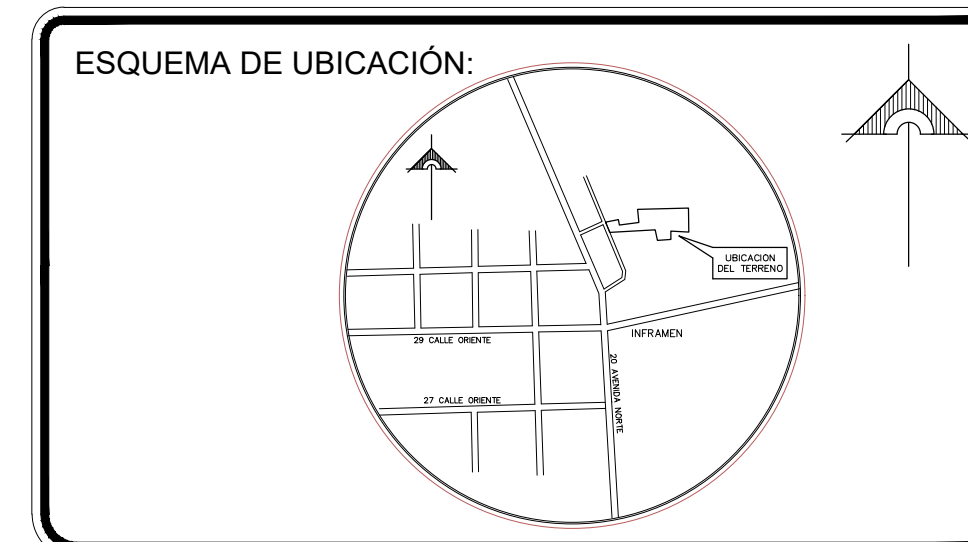 ESQUEMA DE UBICACIÓN:
UBICACION
DEL TERRENO
INFRAMEN
29 CALLE ORIENTE
20 AVENIDA NORTE
27 CALLE ORIENTE